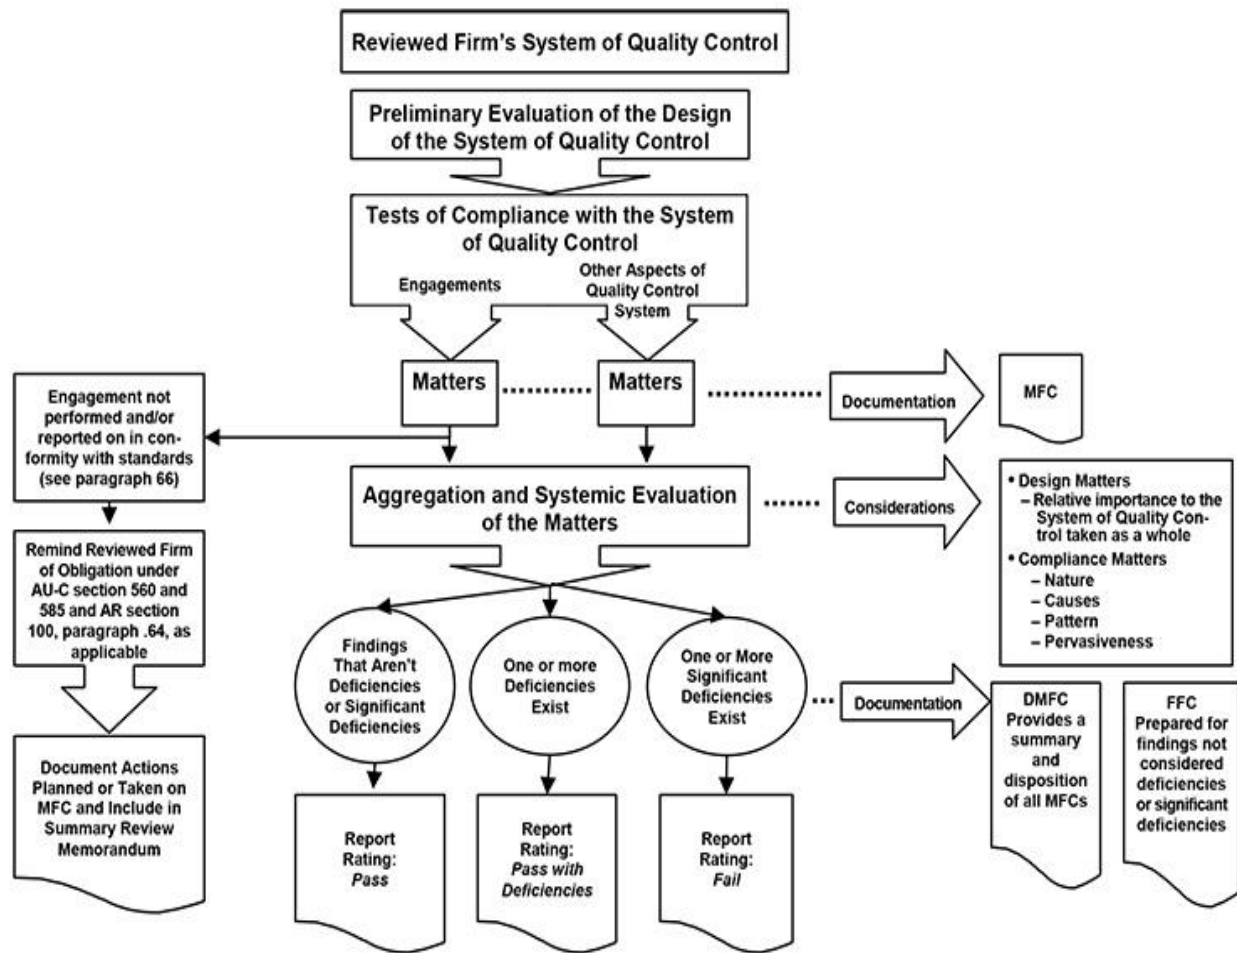 Reviewed Firm's System of Quality Control
Preliminary Evaluation of the Design
of the System of Quality Control
Tests of Compliance with the System
of Quality Control
Engagements
Other Aspects of
Quality Control
System
Matters
Matters
Documentation
MFC
Engagement not
performed and/or
reported on in con-
formity with standards
(see paragraph 66)
Aggregation and Systemic Evaluation
of the Matters
Considerations
• Design Matters
– Relative importance to the
System of Quality Con-
trol taken as a whole
• Compliance Matters
– Nature
– Causes
– Pattern
– Pervasiveness
Remind Reviewed Firm
of Obligation under
AU-C section 560 and
585 and AR section
100, paragraph .64, as
applicable
Findings
That Aren't
Deficiencies
or Significant
Deficiencies
One or more
Deficiencies
Exist
One or More
Significant
Deficiencies
Exist
Documentation
DMFC
Provides a
summary
and
disposition
of all MFCs
FFC
Prepared for
findings not
considered
deficiencies
or significant
deficiencies
Document Actions
Planned or Taken on
MFC and Include in
Summary Review
Memorandum
Report
Rating:
Pass
Report
Rating:
Pass with
Deficiencies
Report
Rating:
Fail